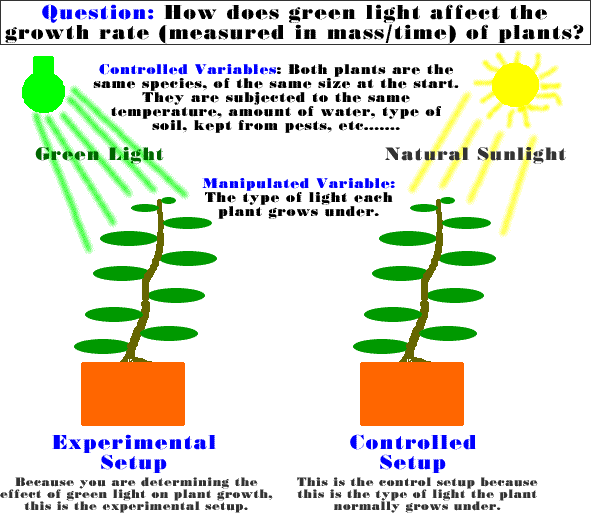 Question: How does green light affect the
growth rate (measured in mass/time) of plants?
Controlled Variables: Both plants are the
same species, of the same size at the start.
They are subjected to the same
temperature, amount of water, type of
soil, kept from pests, etc.......
Green Light
Natural Sunlight
Manipulated Variable:
The type of light each
plant grows under.
Experimental
Setup
Because you are determining the
effect of green light on plant growth,
this is the experimental setup.
Controlled
Setup
This is the control setup because
this is the type of light the plant
normally grows under.